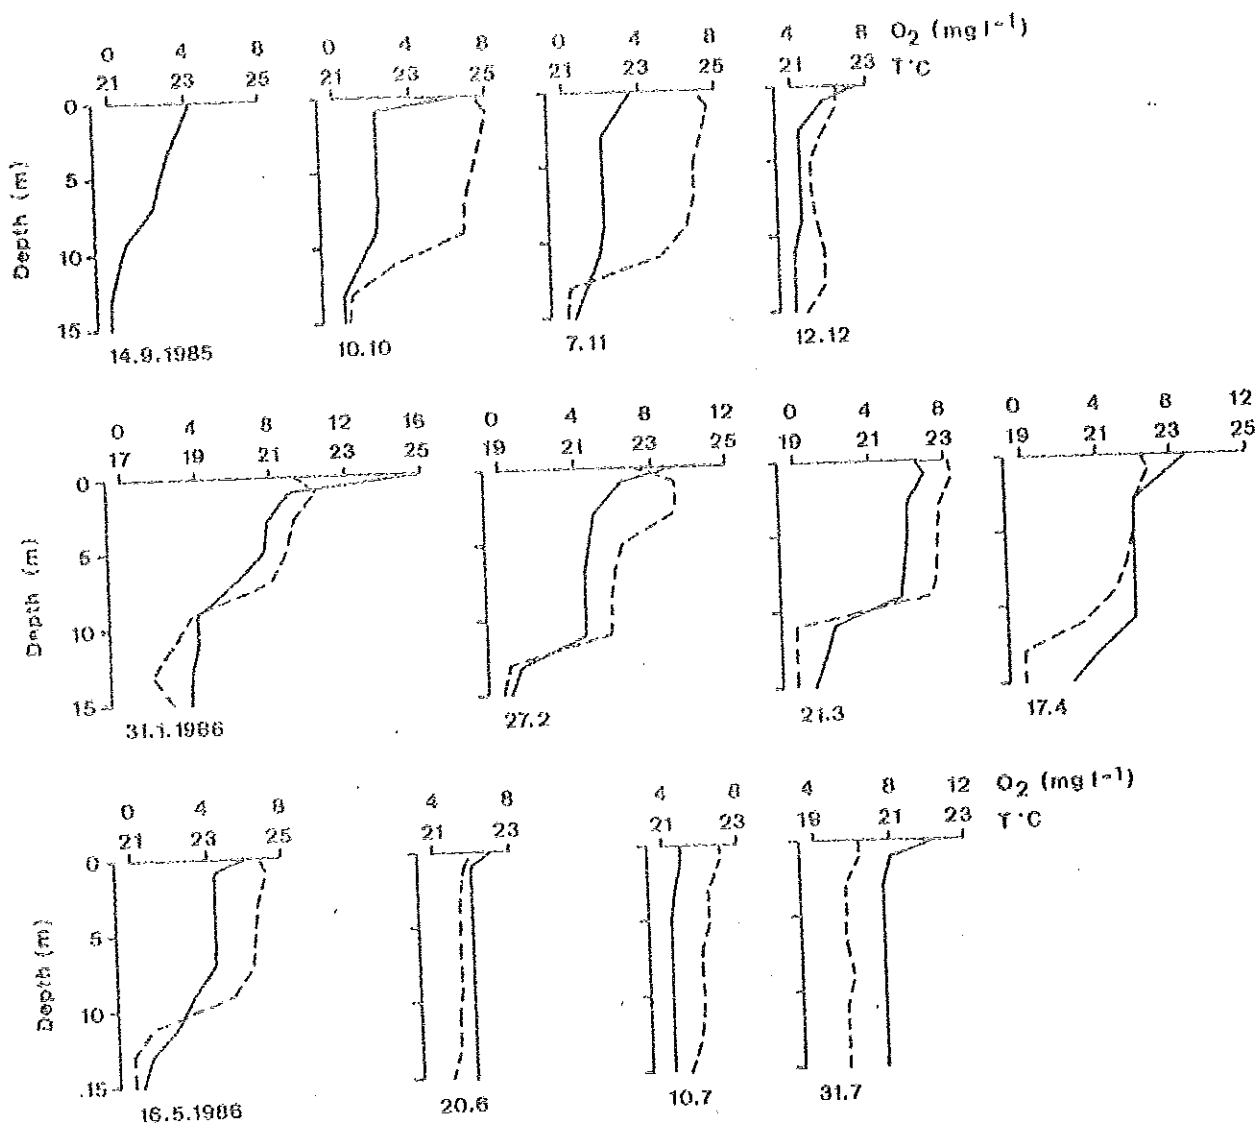 0 4 8 0 4 8 0 4 8 4 8 O2 (mg l-1)
21 23 25 21 23 25 21 23 25 21 23 T°C
0
5
10
15
Depth (m)
14.9.1985 10.10 7.11 12.12
0 4 8 12 16 0 4 8 12 0 4 8 0 4 8 12
17 19 21 23 25 19 21 23 25 19 21 23 19 21 23 25
0
5
10
15
Depth (m)
31.1.1986 27.2 21.3 17.4
0 4 8 4 8 4 8 4 8 12 O2 (mg l-1)
21 23 25 21 23 21 23 19 21 23 T°C
0
5
10
15
Depth (m)
16.5.1986 20.6 10.7 31.7